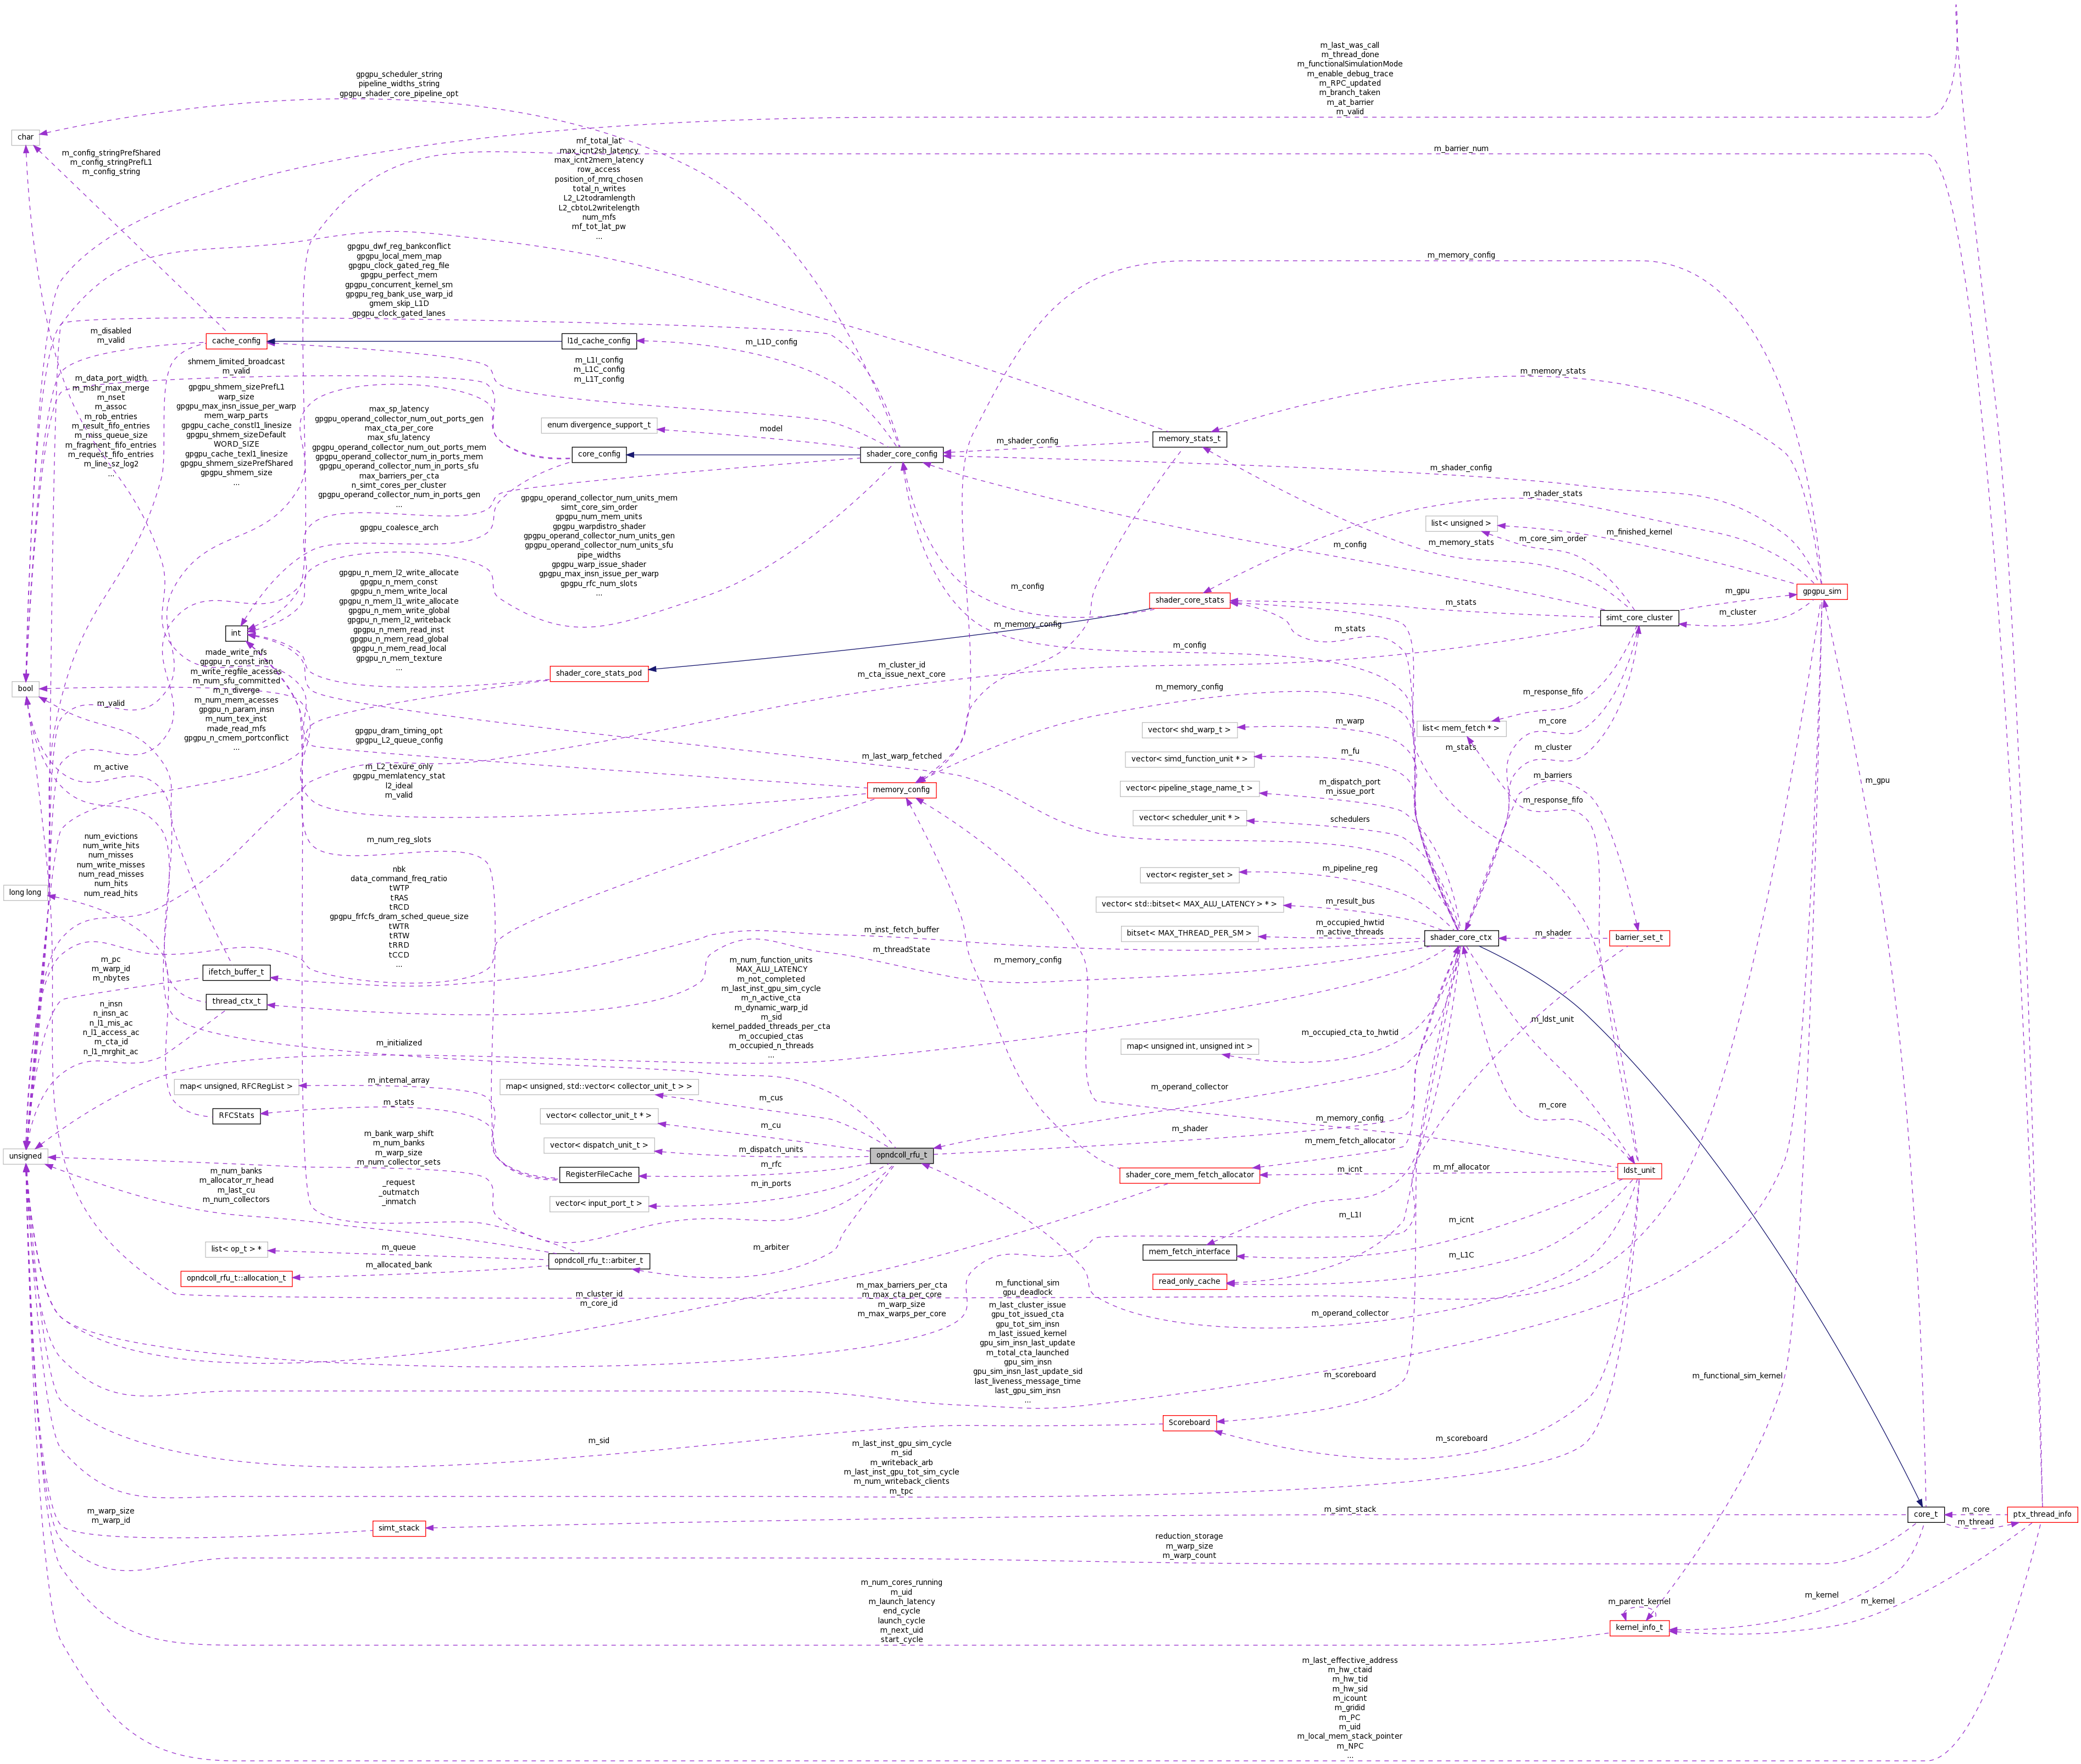 m_last_was_call
m_thread_done
m_functionalSimulationMode
m_enable_debug_trace
m_RPC_updated
m_branch_taken
m_at_barrier
m_valid
gpgpu_scheduler_string
pipeline_widths_string
gpgpu_shader_core_pipeline_opt
char
m_config_stringPrefShared
m_config_stringPrefL1
m_config_string
mf_total_lat
max_icnt2sh_latency
max_icnt2mem_latency
row_access
position_of_mrq_chosen
total_n_writes
L2_L2todramlength
L2_cbtoL2writelength
num_mfs
mf_tot_lat_pw
...
m_barrier_num
gpgpu_dwf_reg_bankconflict
gpgpu_local_mem_map
gpgpu_clock_gated_reg_file
gpgpu_perfect_mem
gpgpu_concurrent_kernel_sm
gpgpu_reg_bank_use_warp_id
gmem_skip_L1D
gpgpu_clock_gated_lanes
m_memory_config
m_disabled
m_valid
cache_config
l1d_cache_config
m_L1D_config
m_L1I_config
m_L1C_config
m_L1T_config
shmem_limited_broadcast
m_valid
m_memory_stats
m_data_port_width
m_mshr_max_merge
m_nset
m_assoc
m_rob_entries
m_result_fifo_entries
m_miss_queue_size
m_fragment_fifo_entries
m_request_fifo_entries
m_line_sz_log2
...
gpgpu_shmem_sizePrefL1
warp_size
gpgpu_max_insn_issue_per_warp
mem_warp_parts
gpgpu_cache_constl1_linesize
gpgpu_shmem_sizeDefault
WORD_SIZE
gpgpu_cache_texl1_linesize
gpgpu_shmem_sizePrefShared
gpgpu_shmem_size
...
max_sp_latency
gpgpu_operand_collector_num_out_ports_gen
max_cta_per_core
max_sfu_latency
gpgpu_operand_collector_num_out_ports_mem
gpgpu_operand_collector_num_in_ports_mem
gpgpu_operand_collector_num_in_ports_sfu
max_barriers_per_cta
n_simt_cores_per_cluster
gpgpu_operand_collector_num_in_ports_gen
...
enum divergence_support_t
model
core_config
shader_core_config
m_shader_config
memory_stats_t
m_shader_config
gpgpu_coalesce_arch
gpgpu_operand_collector_num_units_mem
simt_core_sim_order
gpgpu_num_mem_units
gpgpu_warpdistro_shader
gpgpu_operand_collector_num_units_gen
gpgpu_operand_collector_num_units_sfu
pipe_widths
gpgpu_warp_issue_shader
gpgpu_max_insn_issue_per_warp
gpgpu_rfc_num_slots
...
m_shader_stats
list< unsigned >
m_finished_kernel
m_core_sim_order
m_config
m_memory_stats
gpgpu_n_mem_l2_write_allocate
gpgpu_n_mem_const
gpgpu_n_mem_write_local
gpgpu_n_mem_l1_write_allocate
gpgpu_n_mem_write_global
gpgpu_n_mem_l2_writeback
gpgpu_n_mem_read_inst
gpgpu_n_mem_read_global
gpgpu_n_mem_read_local
gpgpu_n_mem_texture
...
m_config
shader_core_stats
m_stats
m_gpu
gpgpu_sim
simt_core_cluster
m_cluster
int
m_memory_config
m_stats
m_config
made_write_mfs
gpgpu_n_const_insn
m_write_regfile_acesses
m_num_sfu_committed
m_n_diverge
m_num_mem_acesses
gpgpu_n_param_insn
m_num_tex_inst
made_read_mfs
gpgpu_n_cmem_portconflict
...
shader_core_stats_pod
m_cluster_id
m_cta_issue_next_core
bool
m_valid
m_memory_config
m_response_fifo
vector< shd_warp_t >
m_warp
list< mem_fetch * >
m_core
m_cluster
gpgpu_dram_timing_opt
gpgpu_L2_queue_config
m_last_warp_fetched
vector< simd_function_unit * >
m_fu
m_stats
m_active
m_L2_texure_only
gpgpu_memlatency_stat
l2_ideal
m_valid
memory_config
vector< pipeline_stage_name_t >
m_dispatch_port
m_issue_port
m_barriers
m_gpu
m_response_fifo
vector< scheduler_unit * >
schedulers
num_evictions
num_write_hits
num_misses
num_write_misses
num_read_misses
num_hits
num_read_hits
m_num_reg_slots
long long
nbk
data_command_freq_ratio
tWTP
tRAS
tRCD
gpgpu_frfcfs_dram_sched_queue_size
tWTR
tRTW
tRRD
tCCD
...
vector< register_set >
m_pipeline_reg
vector< std::bitset< MAX_ALU_LATENCY > * >
m_result_bus
bitset< MAX_THREAD_PER_SM >
m_occupied_hwtid
m_active_threads
shader_core_ctx
m_shader
barrier_set_t
m_inst_fetch_buffer
m_threadState
m_memory_config
m_pc
m_warp_id
m_nbytes
ifetch_buffer_t
thread_ctx_t
m_num_function_units
MAX_ALU_LATENCY
m_not_completed
m_last_inst_gpu_sim_cycle
m_n_active_cta
m_dynamic_warp_id
m_sid
kernel_padded_threads_per_cta
m_occupied_ctas
m_occupied_n_threads
...
n_insn
n_insn_ac
n_l1_mis_ac
n_l1_access_ac
m_cta_id
n_l1_mrghit_ac
m_initialized
m_ldst_unit
m_occupied_cta_to_hwtid
map< unsigned int, unsigned int >
map< unsigned, RFCRegList >
m_internal_array
map< unsigned, std::vector< collector_unit_t > >
m_cus
m_operand_collector
RFCStats
m_stats
vector< collector_unit_t * >
m_cu
m_memory_config
m_core
m_bank_warp_shift
m_num_banks
m_warp_size
m_num_collector_sets
vector< dispatch_unit_t >
m_dispatch_units
opndcoll_rfu_t
m_shader
m_mem_fetch_allocator
unsigned
m_num_banks
m_allocator_rr_head
m_last_cu
m_num_collectors
RegisterFileCache
m_rfc
shader_core_mem_fetch_allocator
m_icnt
m_mf_allocator
ldst_unit
_request
_outmatch
_inmatch
vector< input_port_t >
m_in_ports
m_L1I
m_icnt
list< op_t > *
m_queue
m_arbiter
mem_fetch_interface
opndcoll_rfu_t::arbiter_t
m_L1C
opndcoll_rfu_t::allocation_t
m_allocated_bank
read_only_cache
m_cluster_id
m_core_id
m_max_barriers_per_cta
m_max_cta_per_core
m_warp_size
m_max_warps_per_core
m_functional_sim
gpu_deadlock
m_operand_collector
m_last_cluster_issue
gpu_tot_issued_cta
gpu_tot_sim_insn
m_last_issued_kernel
gpu_sim_insn_last_update
m_total_cta_launched
gpu_sim_insn
gpu_sim_insn_last_update_sid
last_liveness_message_time
last_gpu_sim_insn
...
m_scoreboard
m_functional_sim_kernel
Scoreboard
m_sid
m_scoreboard
m_last_inst_gpu_sim_cycle
m_sid
m_writeback_arb
m_last_inst_gpu_tot_sim_cycle
m_num_writeback_clients
m_tpc
m_warp_size
m_warp_id
simt_stack
m_simt_stack
core_t
m_core
m_thread
ptx_thread_info
reduction_storage
m_warp_size
m_warp_count
m_num_cores_running
m_uid
m_launch_latency
end_cycle
launch_cycle
m_next_uid
start_cycle
m_parent_kernel
kernel_info_t
m_kernel
m_kernel
m_last_effective_address
m_hw_ctaid
m_hw_tid
m_hw_sid
m_icount
m_gridid
m_PC
m_uid
m_local_mem_stack_pointer
m_NPC
...